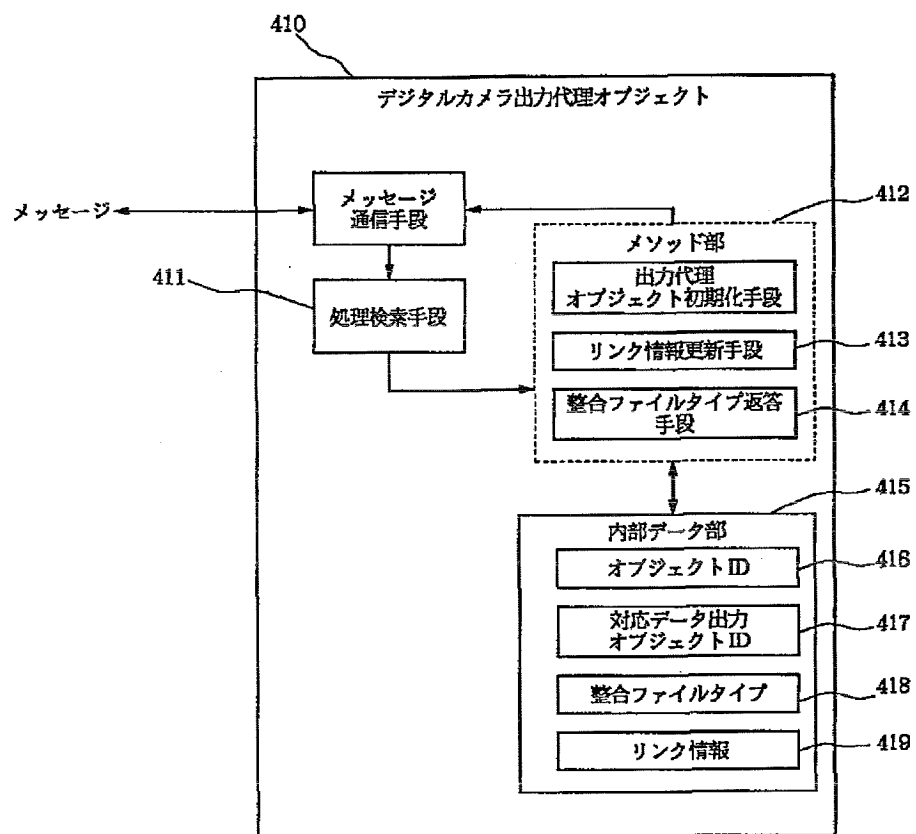 410
デジタルカメラ出力代理オブジェクト
メッセージ
メッセージ
通信手段
411
処理検索手段
412
メソッド部
出力代理
オブジェクト初期化手段
リンク情報更新手段
413
整合ファイルタイプ返答
手段
414
415
内部データ部
オブジェクトID
416
対応データ出力
オブジェクトID
417
整合ファイルタイプ
418
リンク情報
419